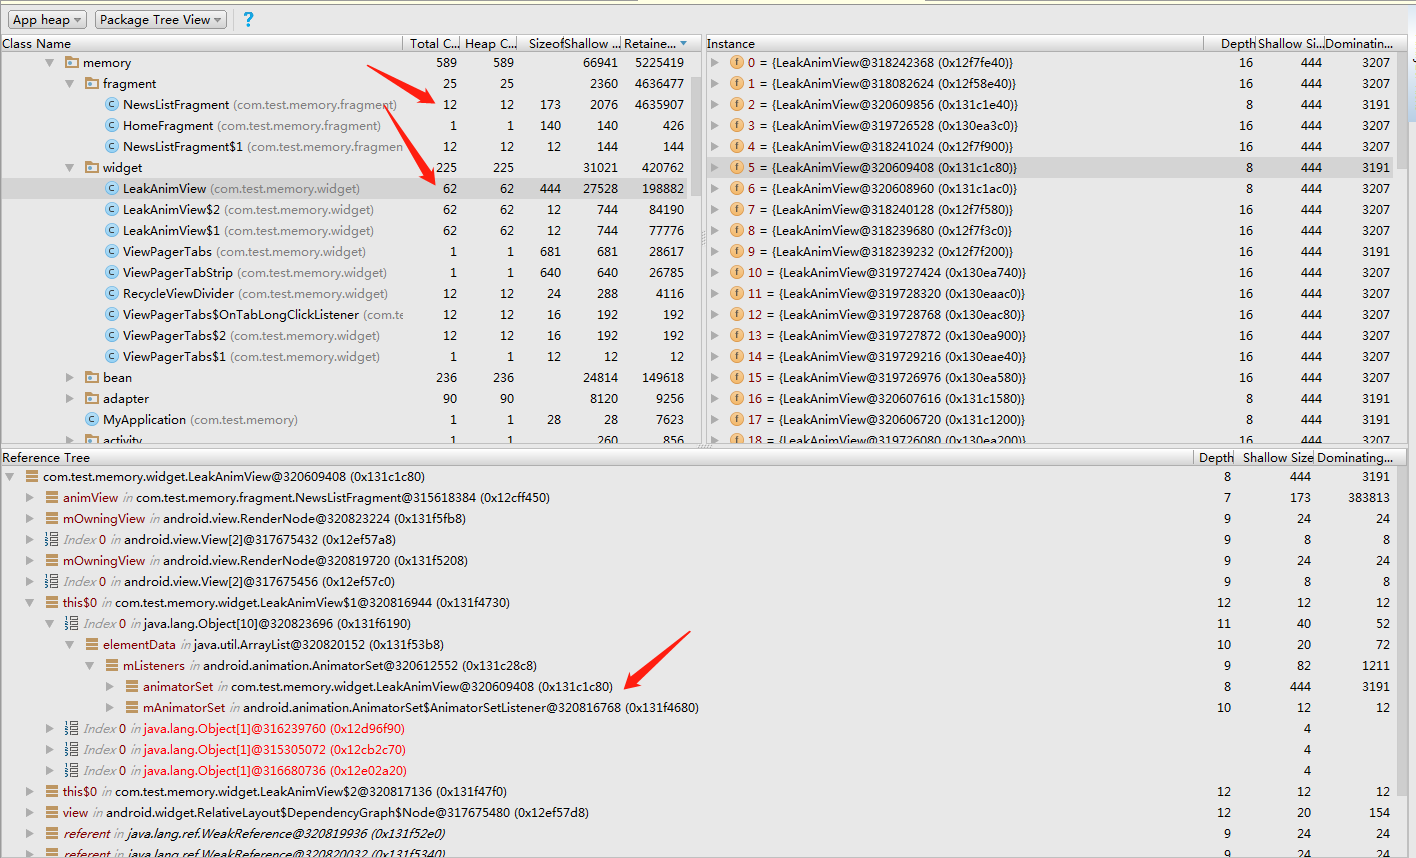 App heap Package Tree View ?
Class Name Total C... Heap C... Sizeof Shallow ... Retaine...
memory 589 589 66941 5225419
fragment 25 25 2360 4636477
NewsListFragment (com.test.memory.fragment) 12 12 173 2076 4635907
HomeFragment (com.test.memory.fragment) 1 1 140 140 426
NewsListFragment$1 (com.test.memory.fragmen 12 12 12 144 144
widget 225 225 31021 420762
LeakAnimView (com.test.memory.widget) 62 62 444 27528 198882
LeakAnimView$2 (com.test.memory.widget) 62 62 12 744 84190
LeakAnimView$1 (com.test.memory.widget) 62 62 12 744 77776
ViewPagerTabs (com.test.memory.widget) 1 1 681 681 28617
ViewPagerTabStrip (com.test.memory.widget) 1 1 640 640 26785
RecycleViewDivider (com.test.memory.widget) 12 12 24 288 4116
ViewPagerTabs$OnTabLongClickListener (com.te 12 12 16 192 192
ViewPagerTabs$2 (com.test.memory.widget) 12 12 16 192 192
ViewPagerTabs$1 (com.test.memory.widget) 1 1 12 12 12
bean 236 236 24814 149618
adapter 90 90 8120 9256
MyApplication (com.test.memory) 1 1 28 28 7623
activity 1 1 260 856
Instance Depth Shallow Si... Dominatin...
0 = {LeakAnimView@318242368 (0x12f7fe40)} 16 444 3207
1 = {LeakAnimView@318082624 (0x12f58e40)} 16 444 3207
2 = {LeakAnimView@320609856 (0x131c1e40)} 8 444 3191
3 = {LeakAnimView@319726528 (0x130ea3c0)} 16 444 3207
4 = {LeakAnimView@318241024 (0x12f7f900)} 16 444 3207
5 = {LeakAnimView@320609408 (0x131c1c80)} 8 444 3191
6 = {LeakAnimView@320608960 (0x131c1ac0)} 8 444 3191
7 = {LeakAnimView@318240128 (0x12f7f580)} 16 444 3207
8 = {LeakAnimView@318239680 (0x12f7f3c0)} 16 444 3207
9 = {LeakAnimView@318239232 (0x12f7f200)} 16 444 3191
10 = {LeakAnimView@319727424 (0x130ea740)} 16 444 3207
11 = {LeakAnimView@319728320 (0x130eaac0)} 16 444 3207
12 = {LeakAnimView@319728768 (0x130eac80)} 16 444 3207
13 = {LeakAnimView@319727872 (0x130ea900)} 16 444 3207
14 = {LeakAnimView@319729216 (0x130eae40)} 16 444 3207
15 = {LeakAnimView@319726976 (0x130ea580)} 16 444 3207
16 = {LeakAnimView@320607616 (0x131c1580)} 8 444 3191
17 = {LeakAnimView@320606720 (0x131c1200)} 8 444 3191
18 = {LeakAnimView@319726080 (0x130ea200)} 16 444 3207
Reference Tree Depth Shallow Size Dominating...
com.test.memory.widget.LeakAnimView@320609408 (0x131c1c80) 8 444 3191
animView in com.test.memory.fragment.NewsListFragment@315618384 (0x12cff450) 7 173 383813
mOwningView in android.view.RenderNode@320823224 (0x131f5fb8) 9 24 24
Index 0 in android.view.View[2]@317675432 (0x12ef57a8) 9 8 8
mOwningView in android.view.RenderNode@320819720 (0x131f5208) 9 24 24
Index 0 in android.view.View[2]@317675456 (0x12ef57c0) 9 8 8
this$0 in com.test.memory.widget.LeakAnimView$1@320816944 (0x131f4730) 12 12 12
Index 0 in java.lang.Object[10]@320823696 (0x131f6190) 11 40 52
elementData in java.util.ArrayList@320820152 (0x131f53b8) 10 20 72
mListeners in android.animation.AnimatorSet@320612552 (0x131c28c8) 9 82 1211
animatorSet in com.test.memory.widget.LeakAnimView@320609408 (0x131c1c80) 8 444 3191
mAnimatorSet in android.animation.AnimatorSet$AnimatorSetListener@320816768 (0x131f4680) 10 12 12
Index 0 in java.lang.Object[1]@316239760 (0x12d96f90) 4
Index 0 in java.lang.Object[1]@315305072 (0x12cb2c70) 4
Index 0 in java.lang.Object[1]@316680736 (0x12e02a20) 4
this$0 in com.test.memory.widget.LeakAnimView$2@320817136 (0x131f47f0) 12 12 12
view in android.widget.RelativeLayout$DependencyGraph$Node@317675480 (0x12ef57d8) 12 20 154
referent in java.lang.ref.WeakReference@320819936 (0x131f52e0) 9 24 24
referent in java.lang.ref.WeakReference@320820032 (0x131f5340) 9 24 24